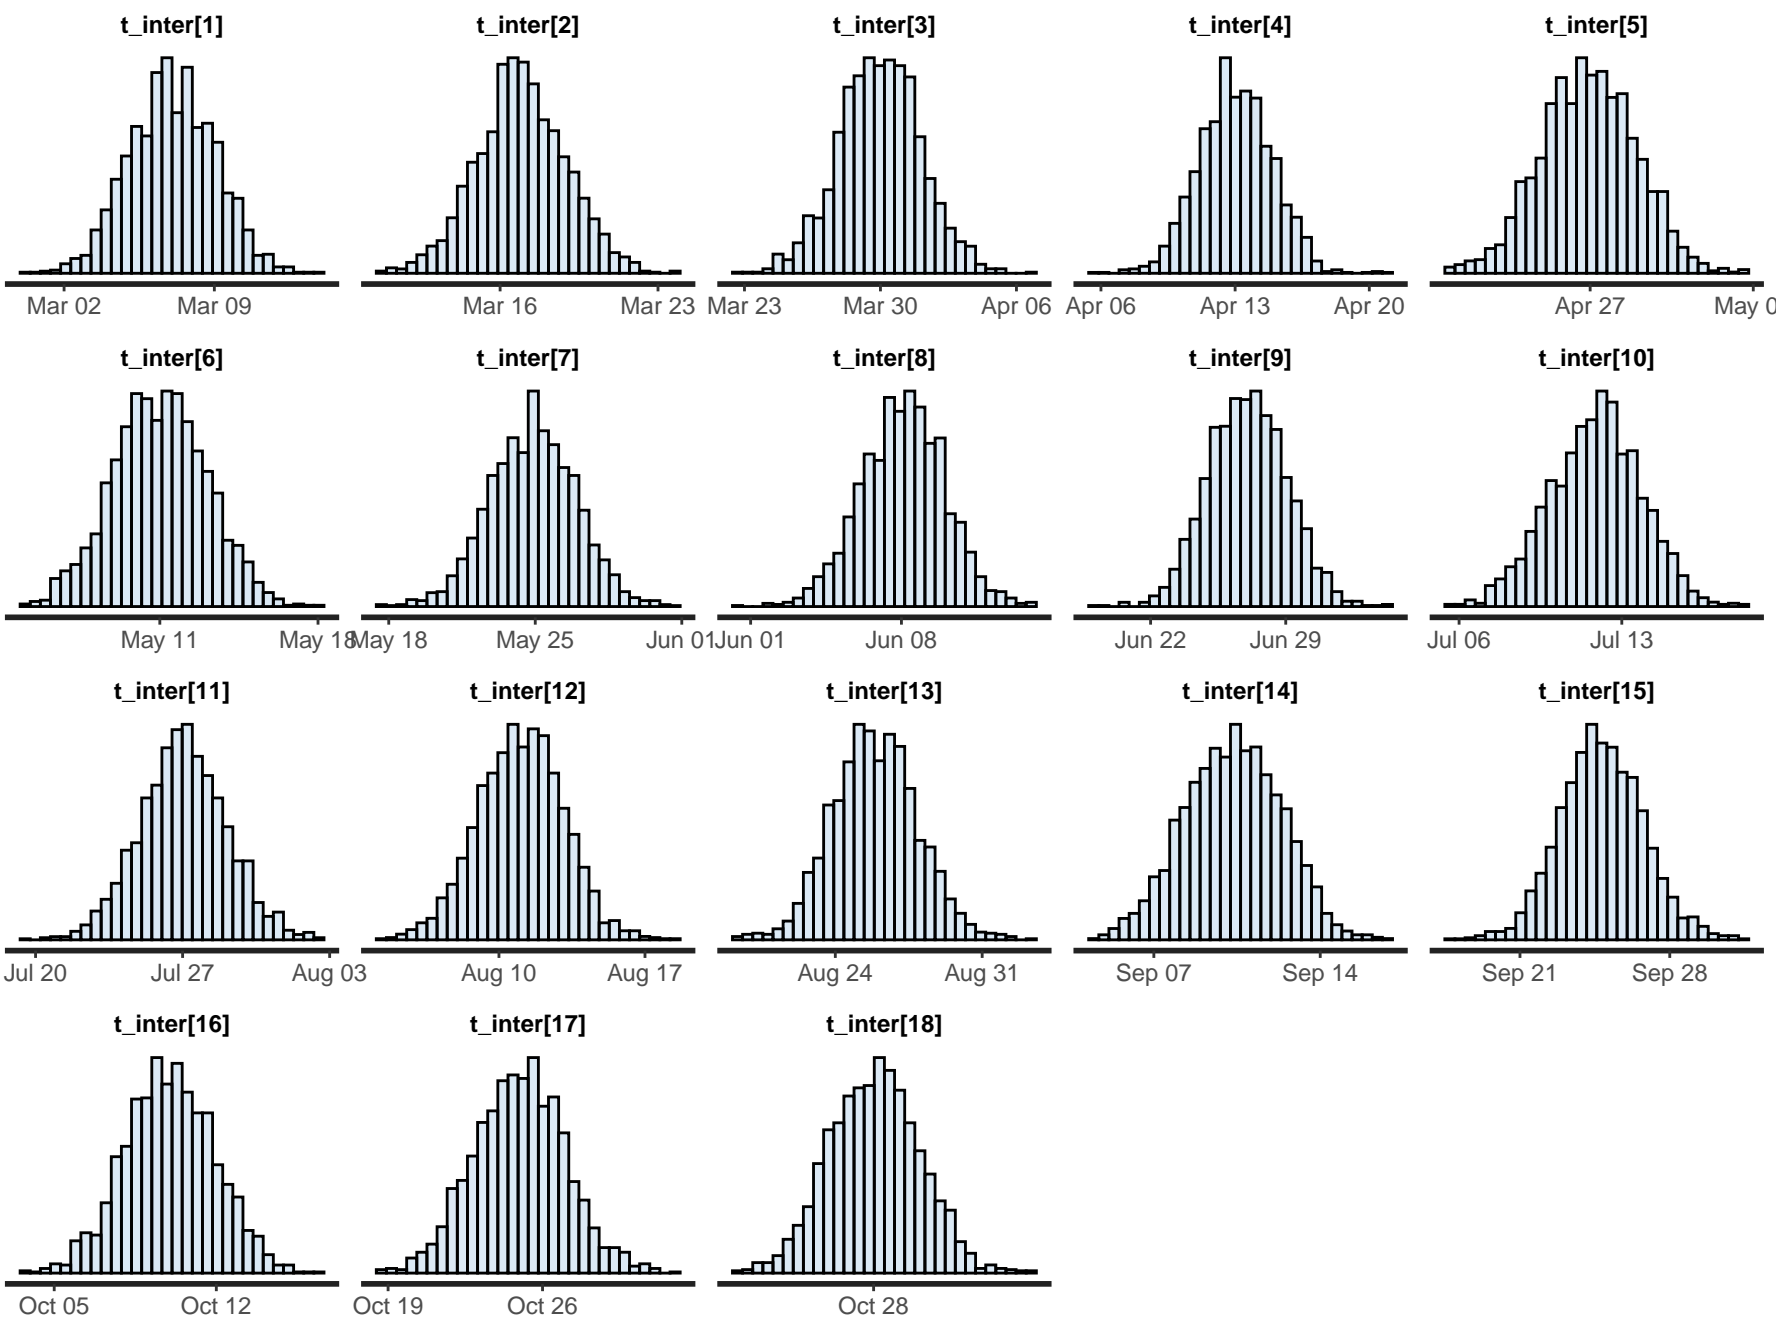 t_inter[1] t_inter[2] t_inter[3] t_inter[4] t_inter[5]
Mar 02 Mar 09 Mar 16 Mar 23 Mar 23 Mar 30 Apr 06 Apr 06 Apr 13 Apr 20 Apr 27 May 0
t_inter[6] t_inter[7] t_inter[8] t_inter[9] t_inter[10]
May 11 May 18 May 18 May 25 Jun 01 Jun 01 Jun 08 Jun 22 Jun 29 Jul 06 Jul 13
t_inter[11] t_inter[12] t_inter[13] t_inter[14] t_inter[15]
Jul 20 Jul 27 Aug 03 Aug 10 Aug 17 Aug 24 Aug 31 Sep 07 Sep 14 Sep 21 Sep 28
t_inter[16] t_inter[17] t_inter[18]
Oct 05 Oct 12 Oct 19 Oct 26 Oct 28